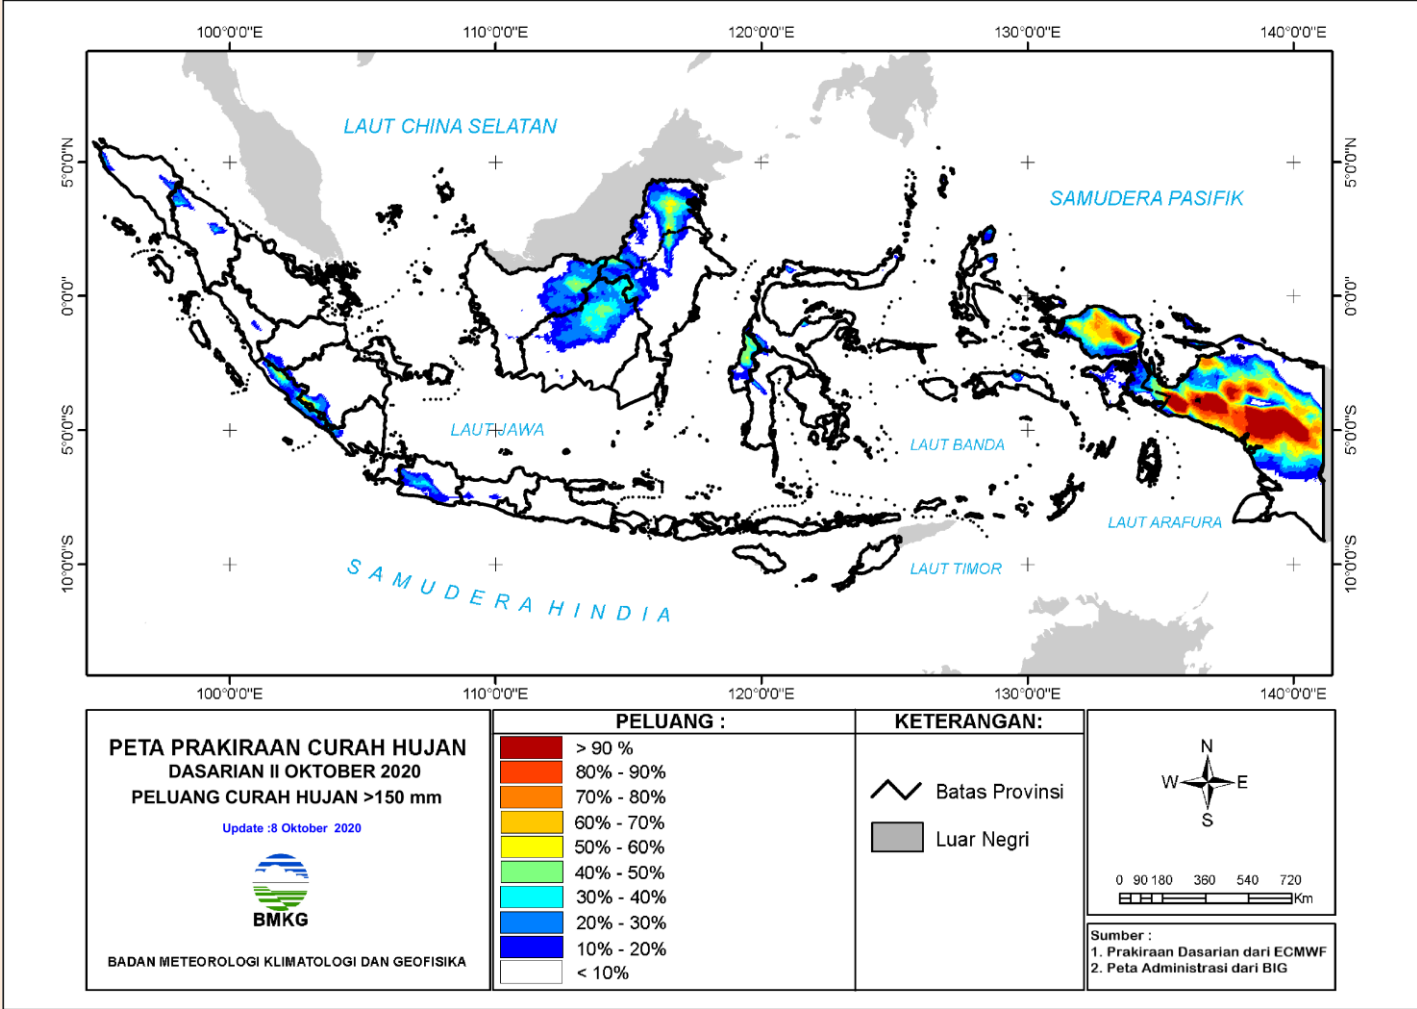 100°0'0"E 110°0'0"E 120°0'0"E 130°0'0"E 140°0'0"E
LAUT CHINA SELATAN
5°0'0"N 5°0'0"N
SAMUDERA PASIFIK
0°0'0" 0°0'0"
LAUT JAWA
5°0'0"S 5°0'0"S
LAUT BANDA
LAUT ARAFURA
10°0'0"S 10°0'0"S
LAUT TIMOR
SAMUDERA HINDIA
100°0'0"E 110°0'0"E 120°0'0"E 130°0'0"E 140°0'0"E
PETA PRAKIRAAN CURAH HUJAN
DASARIAN II OKTOBER 2020
PELUANG CURAH HUJAN >150 mm
Update :8 Oktober 2020
BMKG
BADAN METEOROLOGI KLIMATOLOGI DAN GEOFISIKA
PELUANG :
> 90 %
80% - 90%
70% - 80%
60% - 70%
50% - 60%
40% - 50%
30% - 40%
20% - 30%
10% - 20%
< 10%
KETERANGAN:
Batas Provinsi
Luar Negri
N
W E
S
0 90 180 360 540 720
Km
Sumber :
1. Prakiraan Dasarian dari ECMWF
2. Peta Administrasi dari BIG